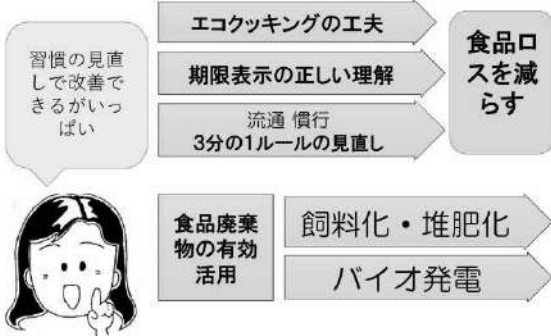 習慣の見直
しで改善で
きるがいっ
ぱい
エコクッキングの工夫
期限表示の正しい理解
流通 慣行
3分の1ルールの見直し
食品ロ
スを減
らす
食品廃棄
物の有効
活用
飼料化・堆肥化
バイオ発電